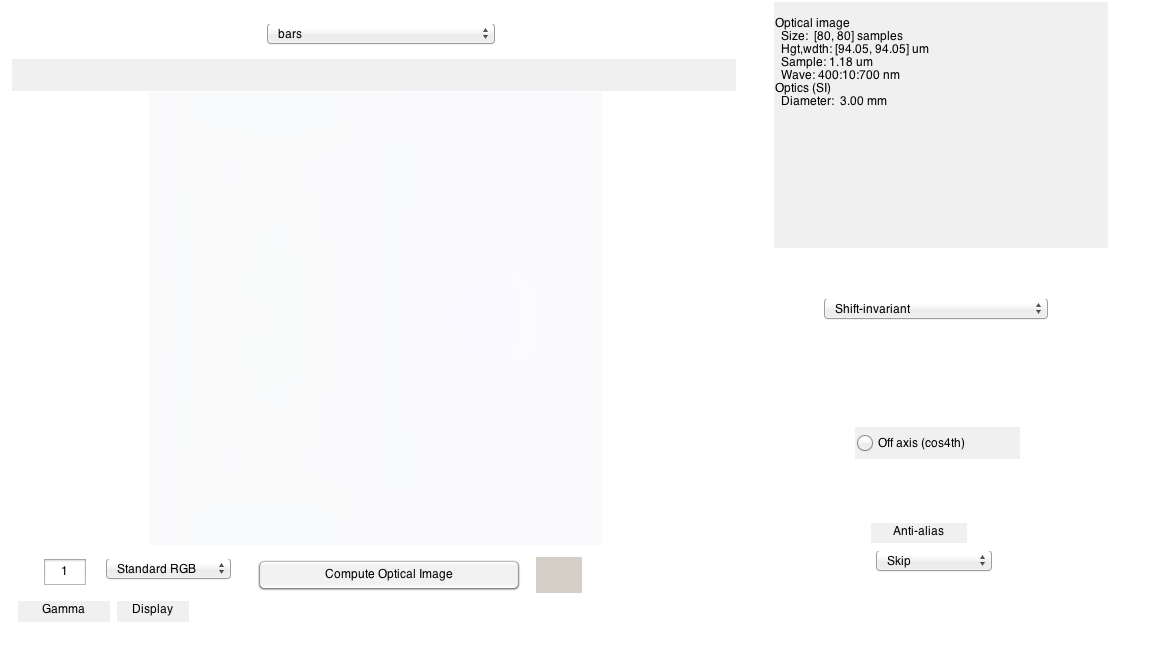 bars
Optical image
Size: [80, 80] samples
Hgt,wdth: [94.05, 94.05] um
Sample: 1.18 um
Wave: 400:10:700 nm
Optics (SI)
Diameter: 3.00 mm
Shift-invariant
Off axis (cos4th)
Anti-alias
Skip
1
Standard RGB
Compute Optical Image
Gamma
Display